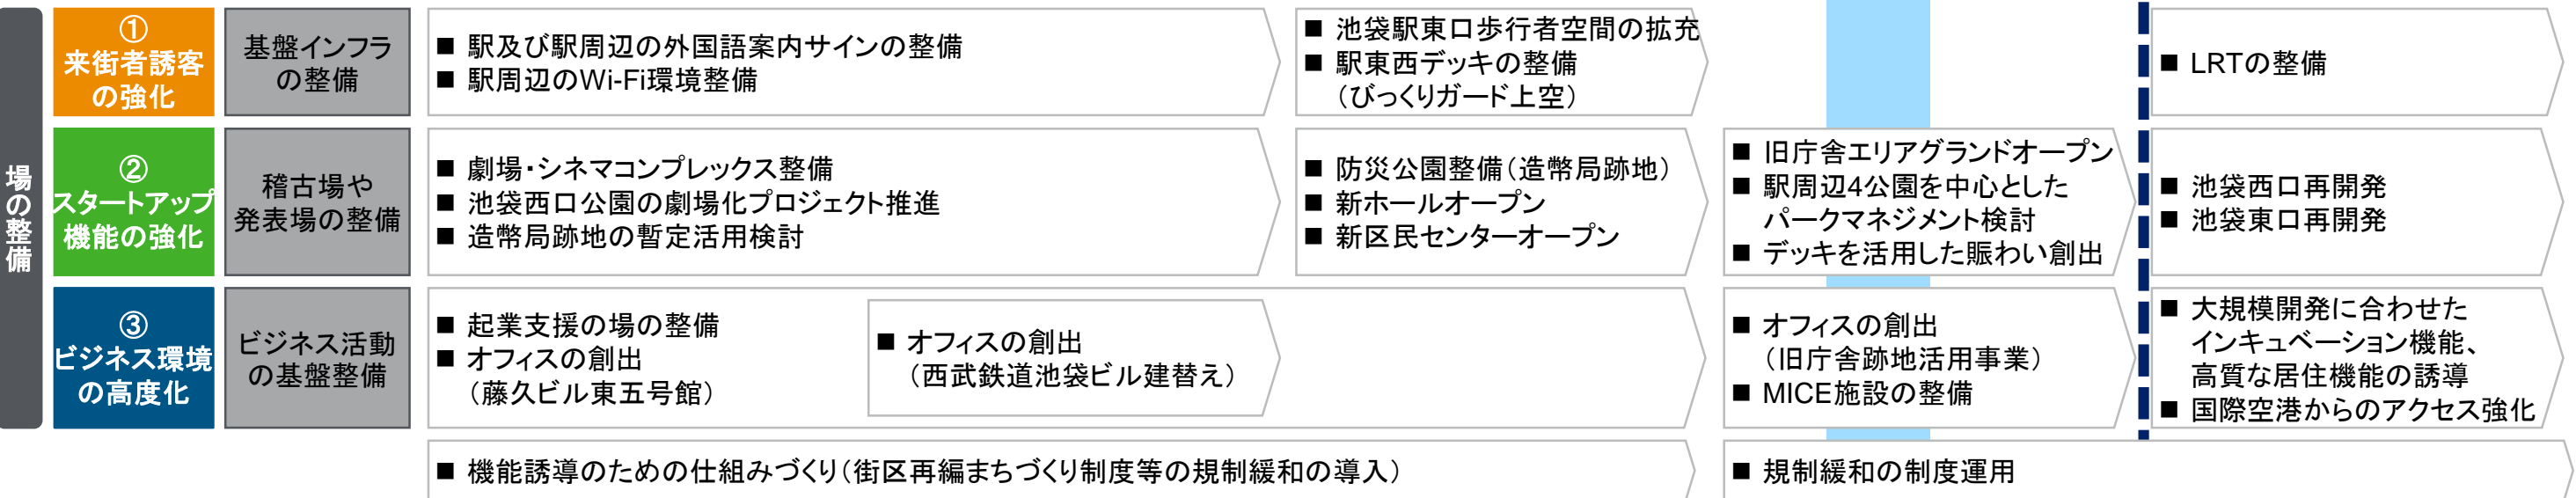 場の整備
①
来街者誘客
の強化
基盤インフラ
の整備
■ 駅及び駅周辺の外国語案内サインの整備
■ 駅周辺のWi-Fi環境整備
■ 池袋駅東口歩行者空間の拡充
■ 駅東西デッキの整備
（びっくりガード上空）
■ LRTの整備
②
スタートアップ
機能の強化
稽古場や
発表場の整備
■ 劇場・シネマコンプレックス整備
■ 池袋西口公園の劇場化プロジェクト推進
■ 造幣局跡地の暫定活用検討
■ 防災公園整備（造幣局跡地）
■ 新ホールオープン
■ 新区民センターオープン
■ 旧庁舎エリアグランドオープン
■ 駅周辺4公園を中心とした
パークマネジメント検討
■ デッキを活用した賑わい創出
■ 池袋西口再開発
■ 池袋東口再開発
③
ビジネス環境
の高度化
ビジネス活動
の基盤整備
■ 起業支援の場の整備
■ オフィスの創出
（藤久ビル東五号館）
■ オフィスの創出
（西武鉄道池袋ビル建替え）
■ オフィスの創出
（旧庁舎跡地活用事業）
■ MICE施設の整備
■ 大規模開発に合わせた
インキュベーション機能、
高質な居住機能の誘導
■ 国際空港からのアクセス強化
■ 機能誘導のための仕組みづくり（街区再編まちづくり制度等の規制緩和の導入）
■ 規制緩和の制度運用